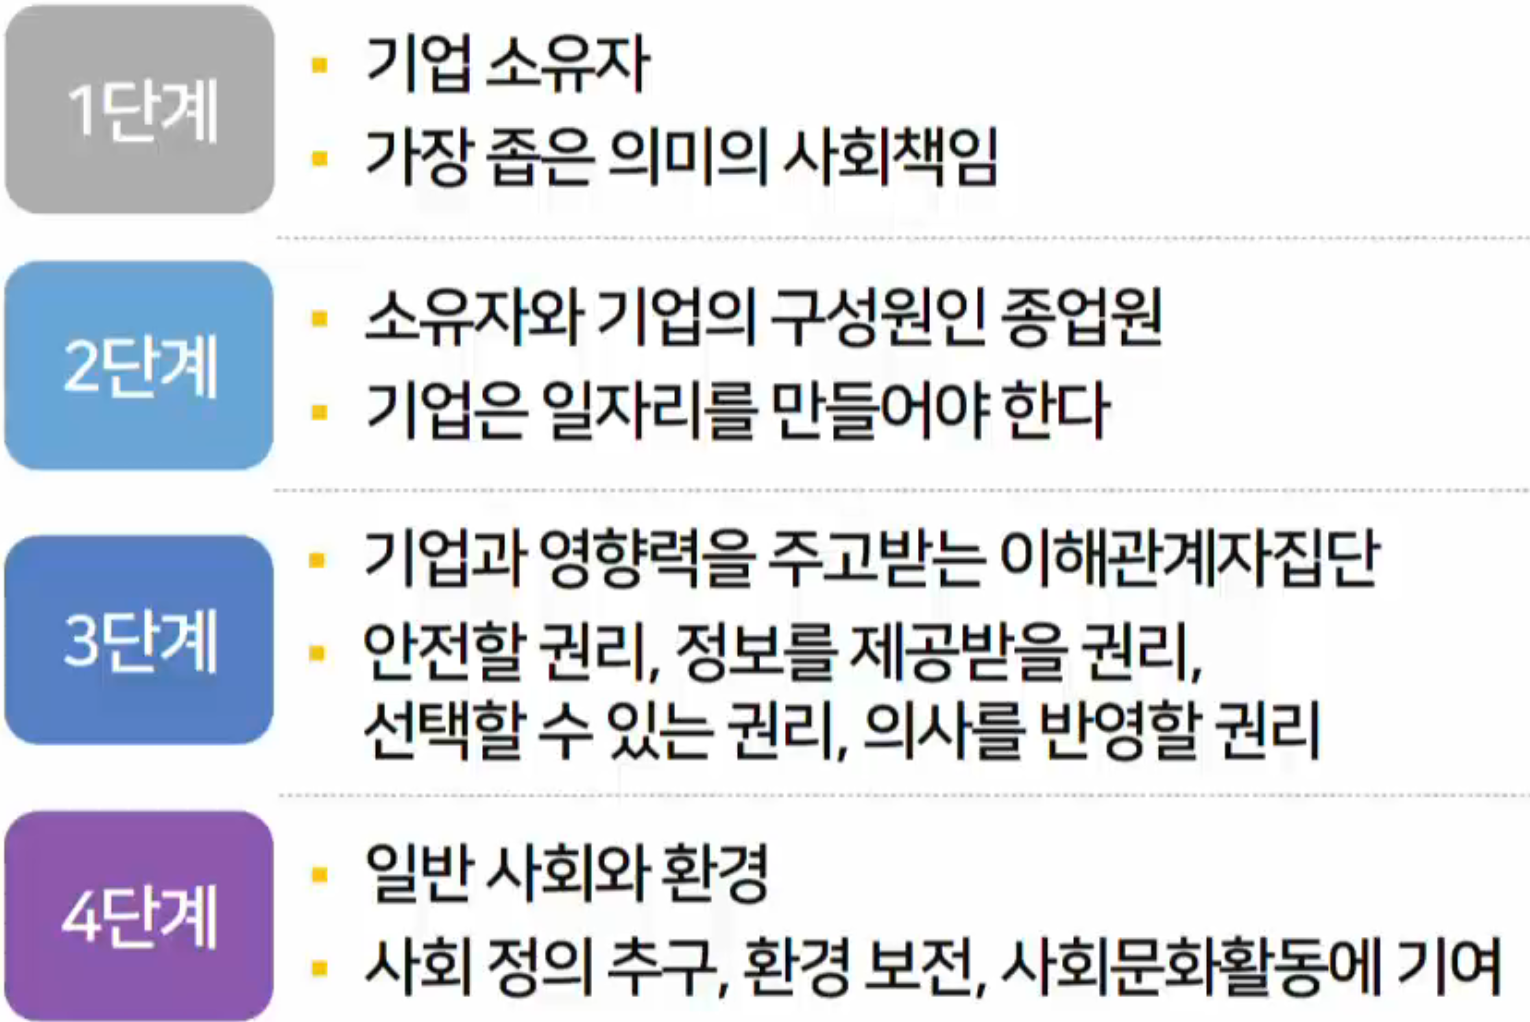 1단계
기업 소유자
가장 좁은 의미의 사회책임
2단계
소유자와 기업의 구성원인 종업원
기업은 일자리를 만들어야 한다
3단계
기업과 영향력을 주고받는 이해관계자집단
안전할 권리, 정보를 제공받을 권리,
선택할 수 있는 권리, 의사를 반영할 권리
4단계
일반 사회와 환경
사회 정의 추구, 환경 보전, 사회문화활동에 기여